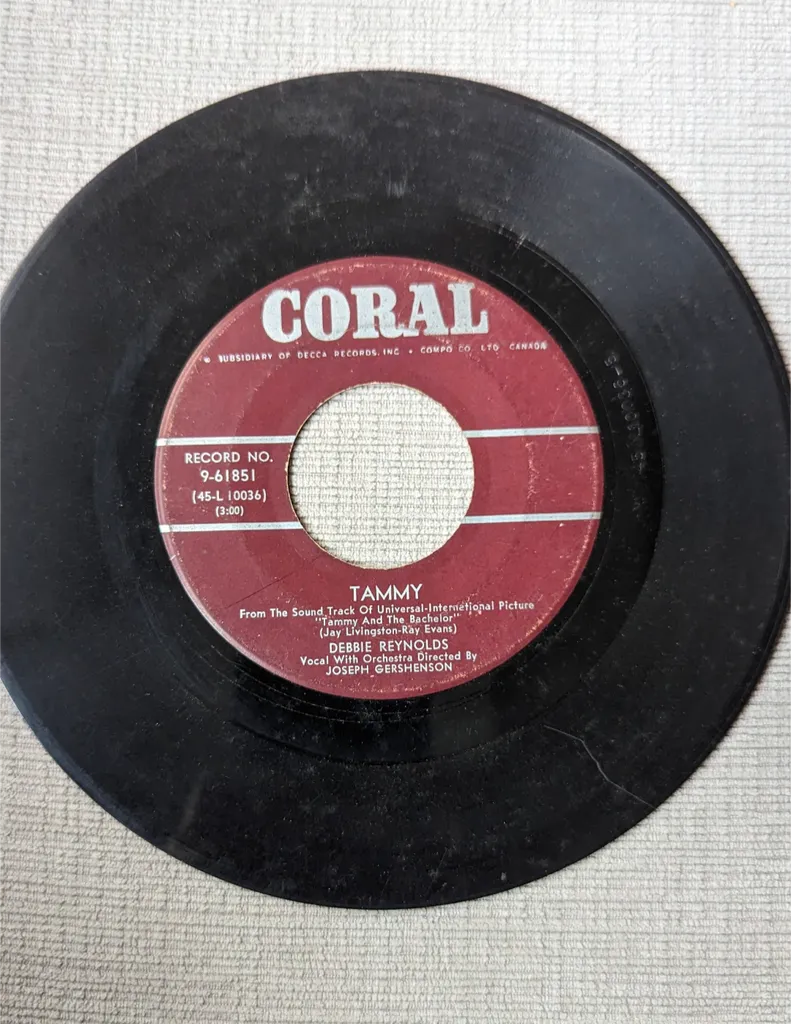 CORAL
SUBSIDIARY OF DECCA RECORDS, INC • COMPO CO. LTD CANADA
RECORD NO.
9-61851
(45-L 10036)
(3:00)
TAMMY
From The Sound Track Of Universal-International Picture
"Tammy And The Bachelor"
(Jay Livingston-Ray Evans)
DEBBIE REYNOLDS
Vocal With Orchestra Directed By
JOSEPH GERSHENSON